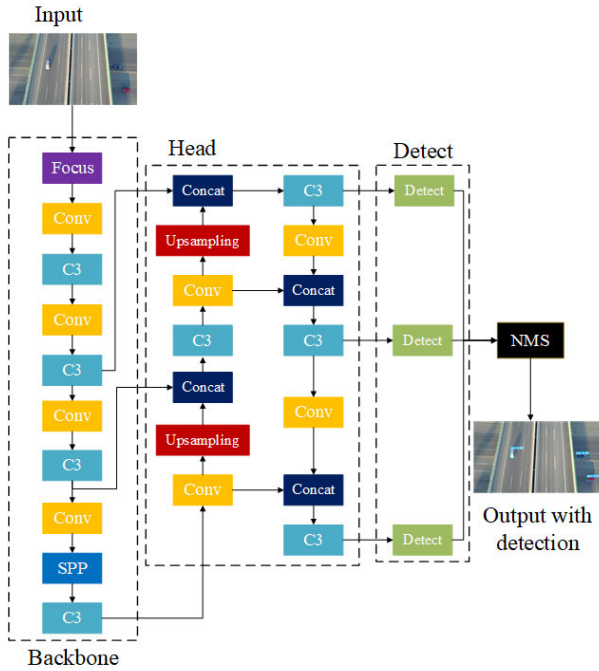 Input
Backbone
Focus
Conv
C3
Conv
C3
Conv
C3
Conv
SPP
C3
Head
Concat
Upsampling
Conv
C3
Concat
Upsampling
Conv
C3
Conv
Concat
C3
Conv
Concat
C3
Detect
Detect
Detect
Detect
NMS
Output with
detection